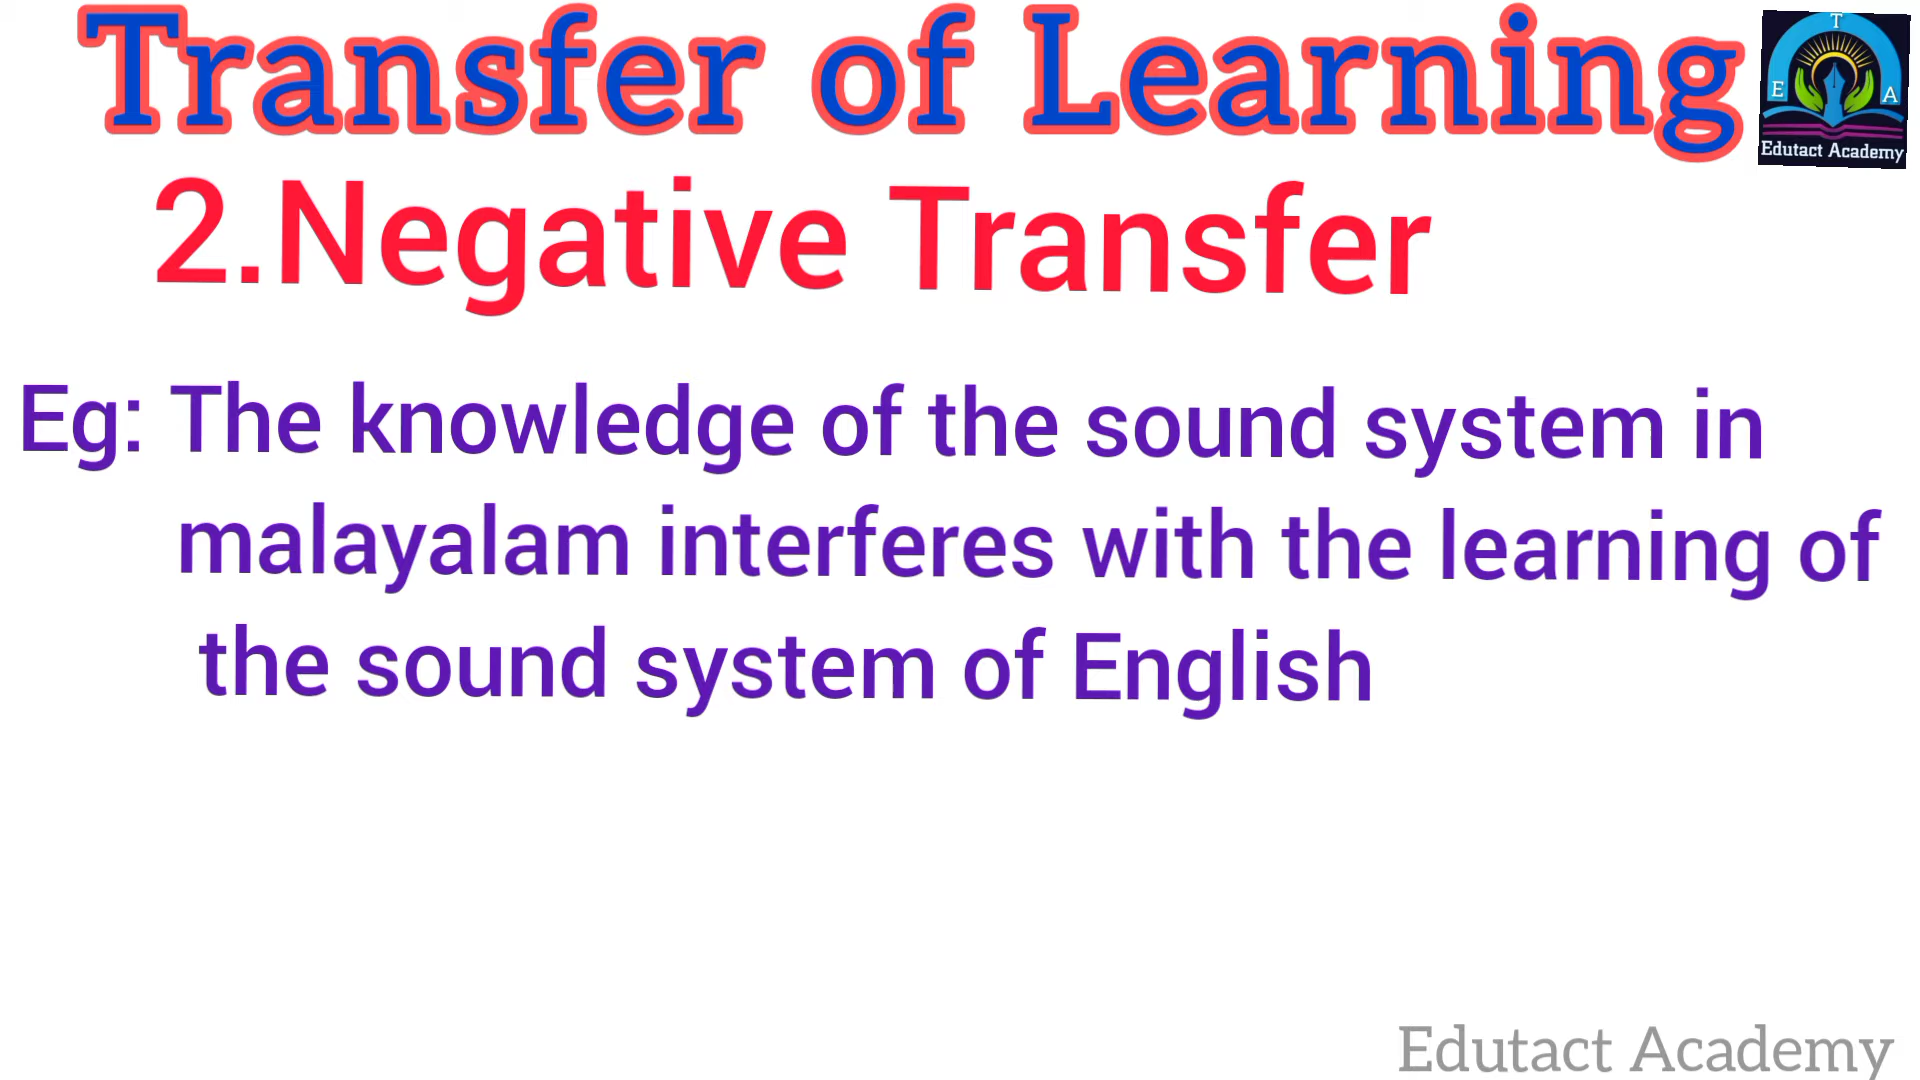 Transfer of Learning
T
E A
Edutact Academy
2.Negative Transfer
Eg: The knowledge of the sound system in
malayalam interferes with the learning of
the sound system of English
Edutact Academy